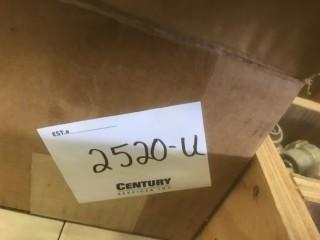 EST.#
2520-U
CENTURY
SERVICES INC.